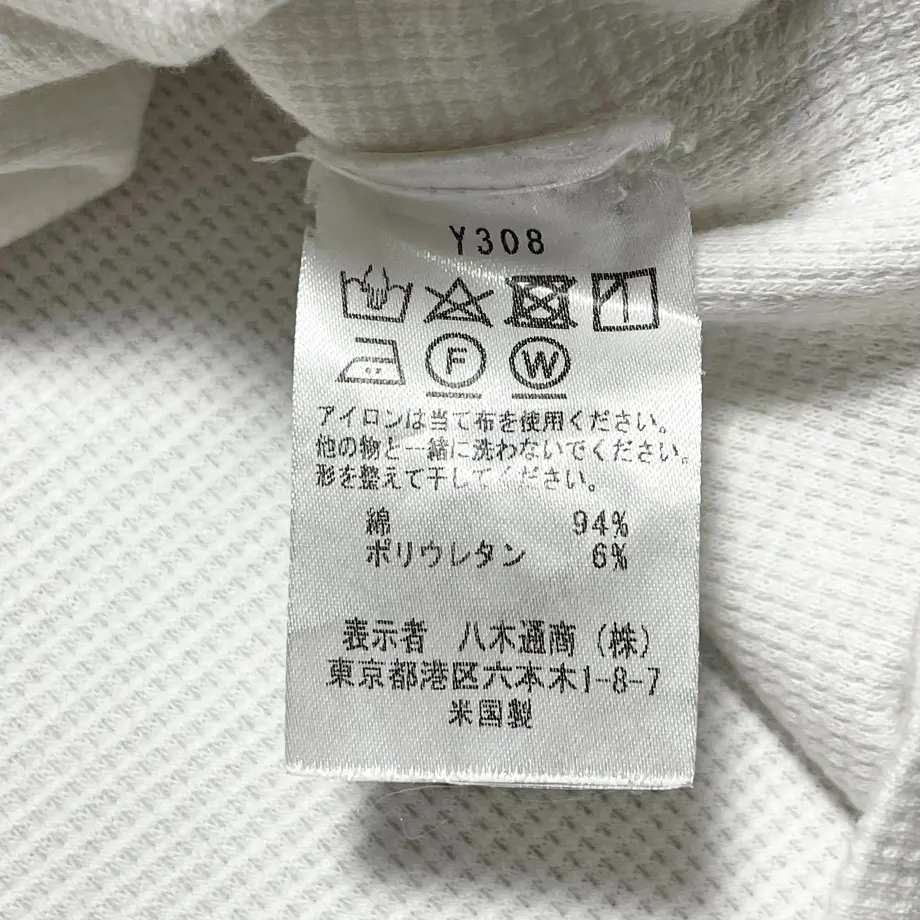 Y308
F W
アイロンは当て布を使用ください。
他の物と一緒に洗わないでください。
形を整えて干してください。
綿 94%
ポリウレタン 6%
表示者 八木通商（株）
東京都港区六本木1-8-7
米国製